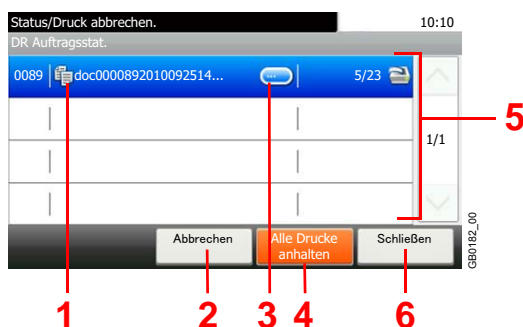 Status/Druck abbrechen. 10:10
DR Auftragsstat.
0089 doc0000892010092514... ... 5/23
5
1/1
Abbrechen Alle Drucke anhalten Schließen
GB0182_00
1 2 3 4 6